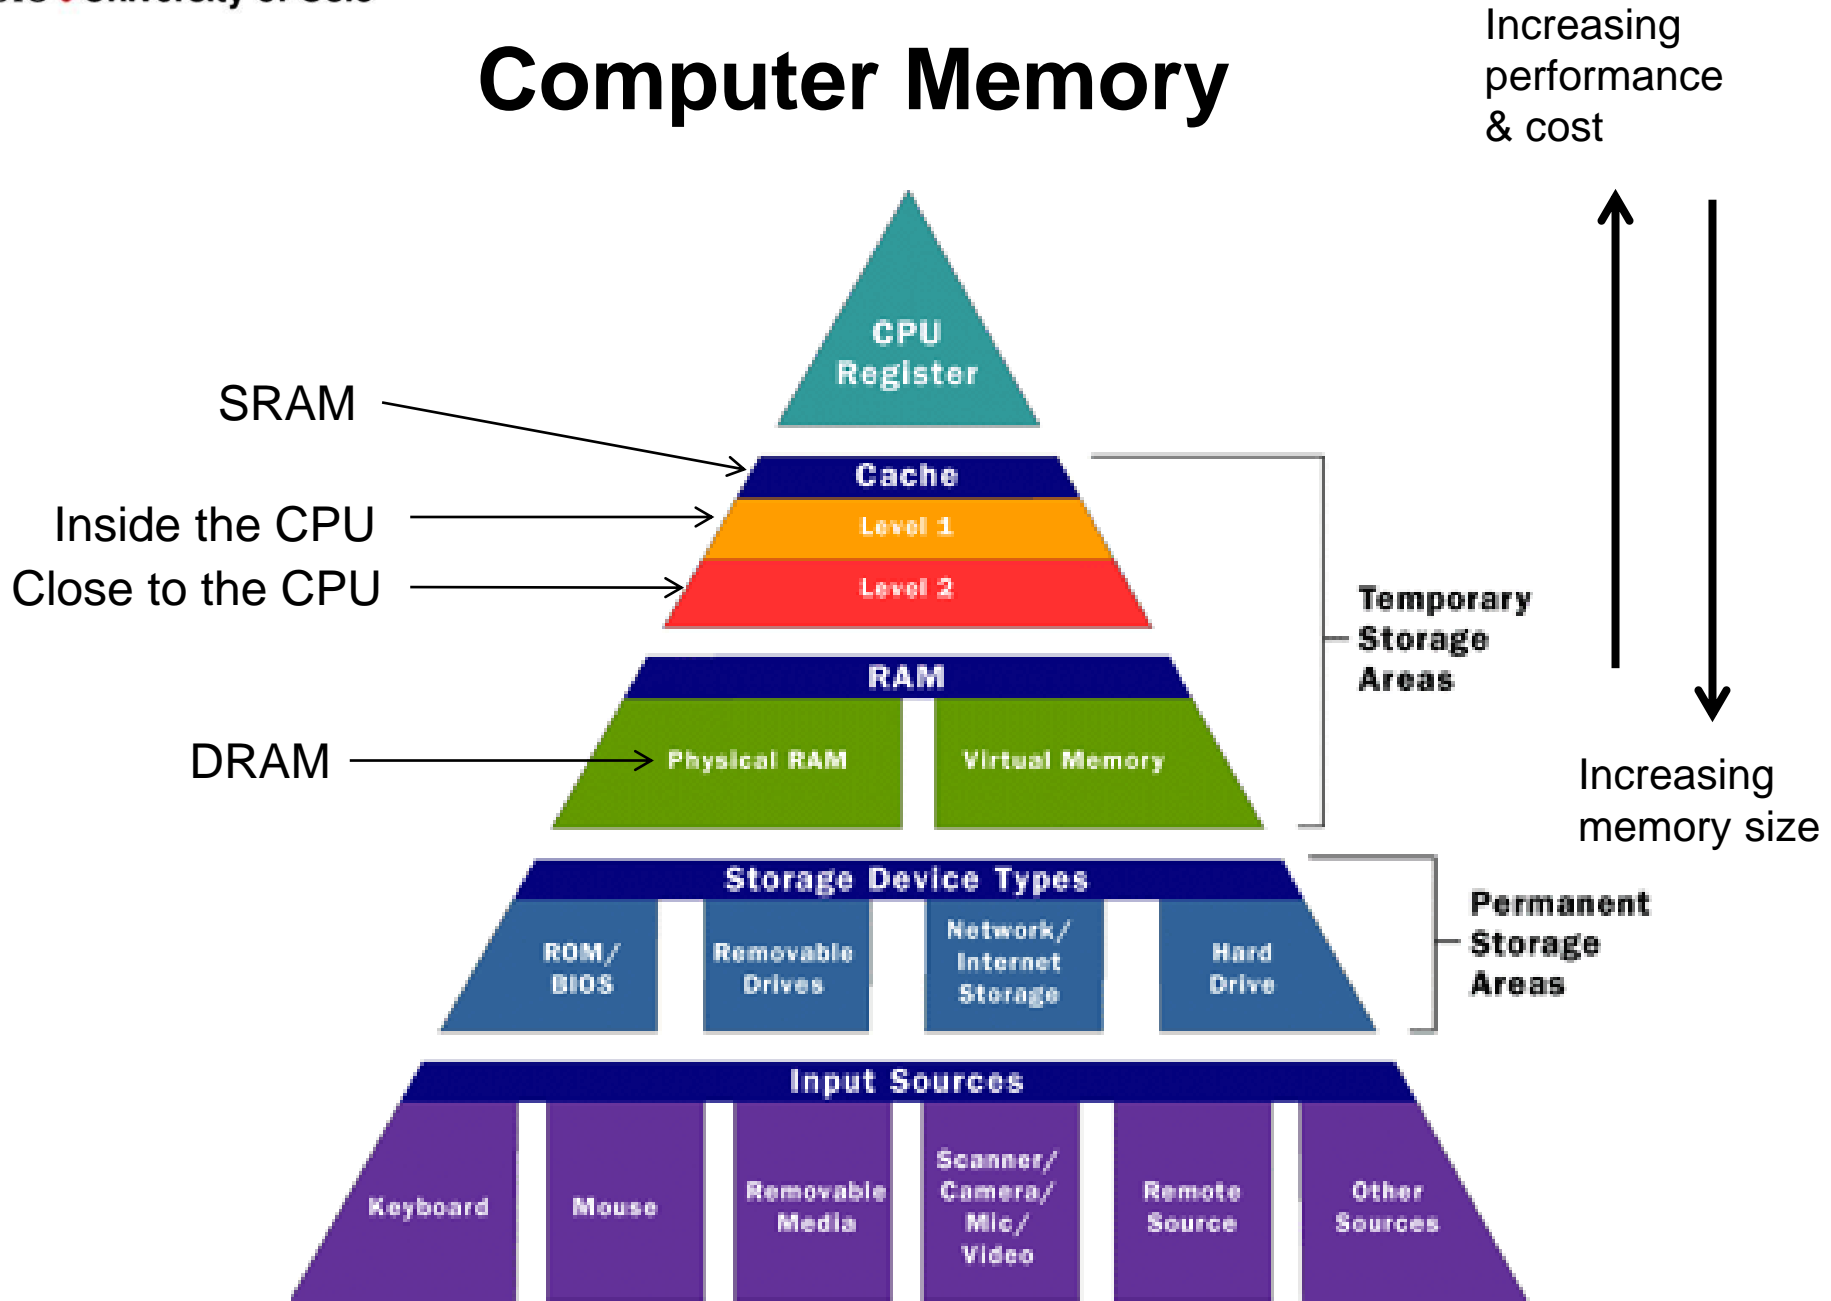 University of Oslo
Computer Memory
Increasing
performance
& cost
CPU
Register
SRAM
Cache
Inside the CPU
Level 1
Close to the CPU
Level 2
Temporary
Storage
Areas
RAM
DRAM
Physical RAM
Virtual Memory
Increasing
memory size
Storage Device Types
ROM/
BIOS
Removable
Drives
Network/
Internet
Storage
Hard
Drive
Permanent
Storage
Areas
Input Sources
Keyboard
Mouse
Removable
Media
Scanner/
Camera/
Mic/
Video
Remote
Source
Other
Sources